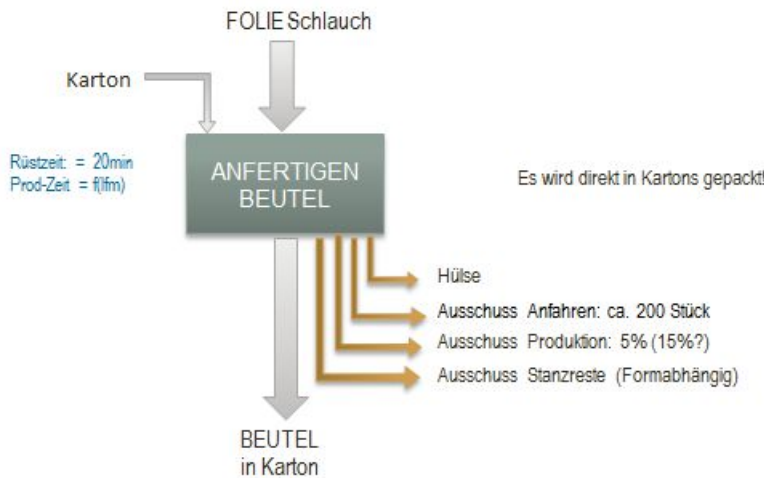 FOLIE Schlauch
Karton
Rüstzeit: = 20min
Prod-Zeit = f(lfm)
ANFERTIGEN
BEUTEL
Es wird direkt in Kartons gepackt!
Hülse
Ausschuss Anfahren: ca. 200 Stück
Ausschuss Produktion: 5% (15%?)
Ausschuss Stanzreste (Formabhängig)
BEUTEL
in Karton